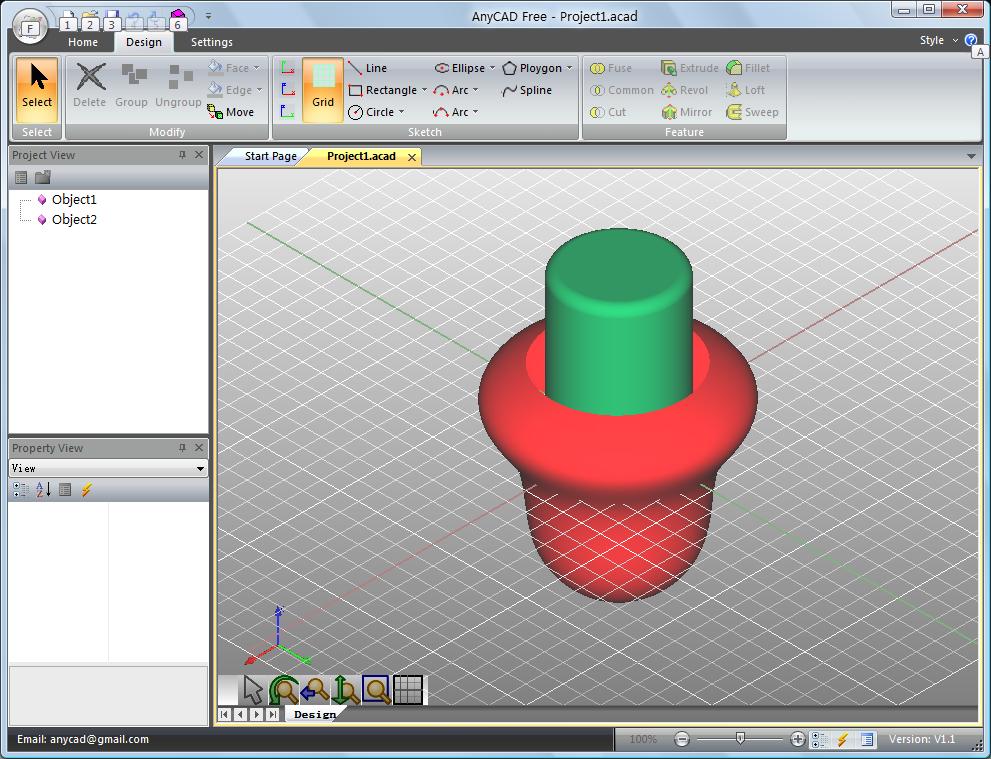 AnyCAD Free - Project1.acad
F 1 2 3 4 5 6
Home Design Settings Style A
Select
Delete Group Ungroup
Face
Edge
Move
Grid
Line Ellipse Ploygon
Rectangle Arc Spline
Circle Arc
Fuse Extrude Fillet
Common Revol Loft
Cut Mirror Sweep
Select Modify Sketch Feature
Project View
Object1
Object2
Start Page Project1.acad
Property View
View
Design
Email: anycad@gmail.com
100%
Version: V1.1